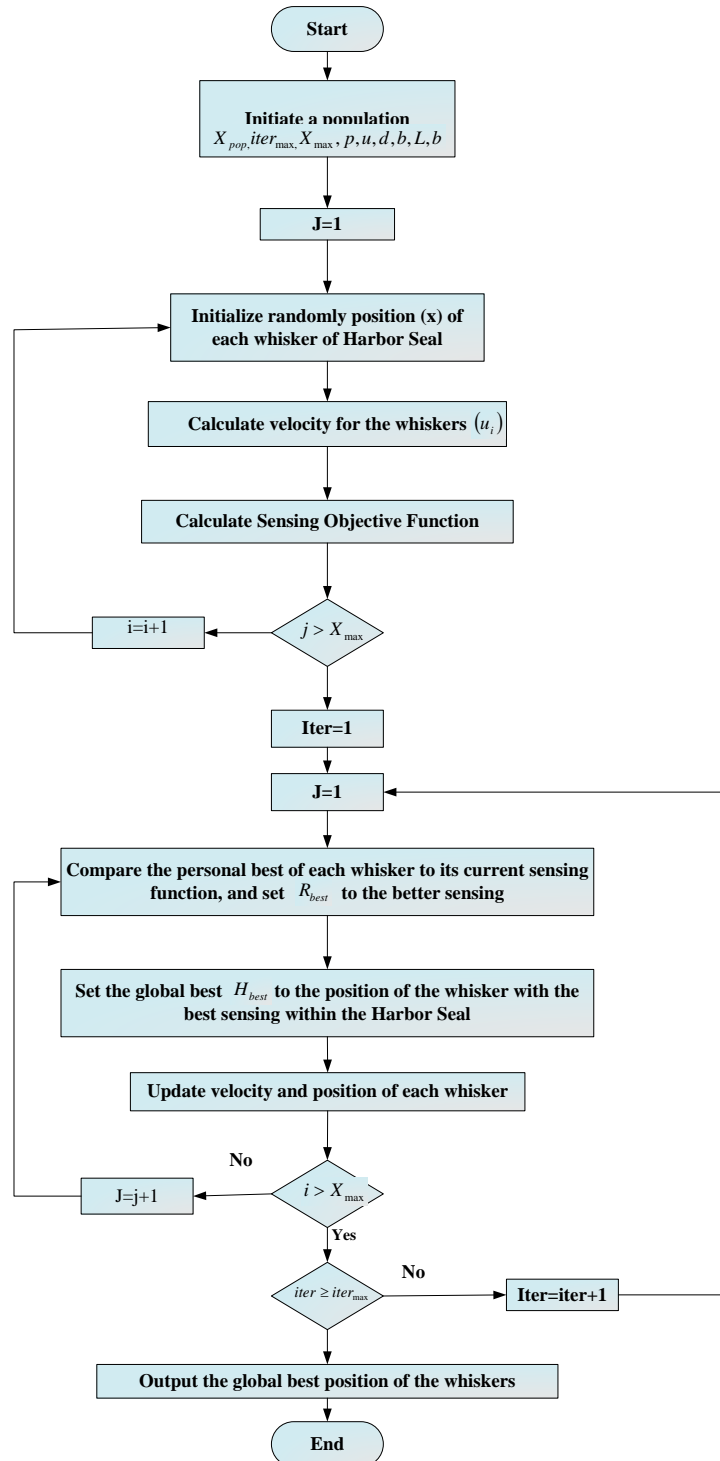 Start
Initiate a population
X_pop, iter_max, X_max, p, u, d, b, L, b
J=1
Initialize randomly position (x) of
each whisker of Harbor Seal
Calculate velocity for the whiskers (u_i)
Calculate Sensing Objective Function
j > X_max
i=i+1
Iter=1
J=1
Compare the personal best of each whisker to its current sensing
function, and set R_best to the better sensing
Set the global best H_best to the position of the whisker with the
best sensing within the Harbor Seal
Update velocity and position of each whisker
No
i > X_max
J=j+1
Yes
iter ≥ iter_max
No
Iter=iter+1
Output the global best position of the whiskers
End